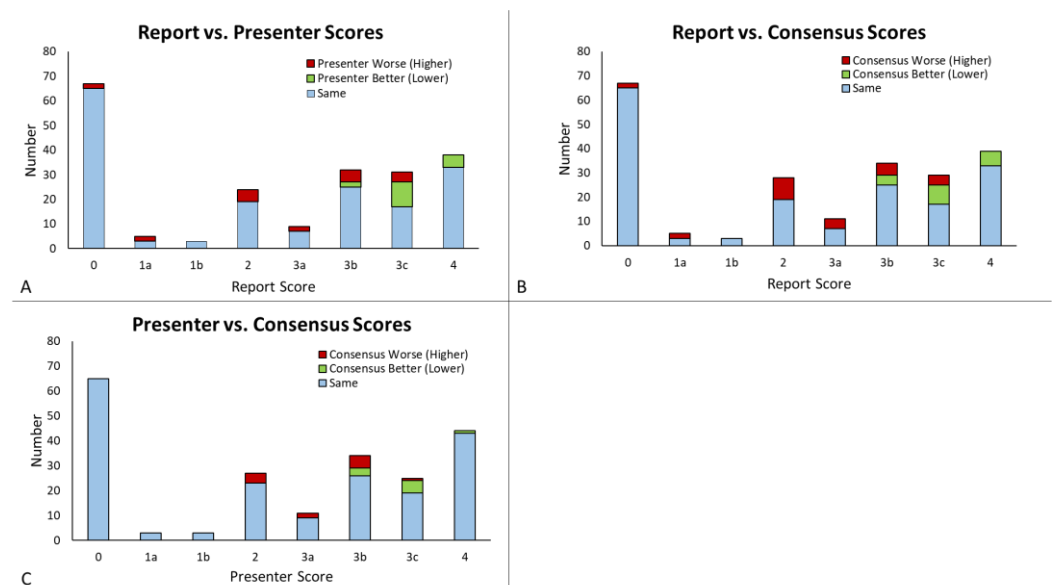 Report vs. Presenter Scores
80
70
60
50
40
30
20
10
0
Number
Presenter Worse (Higher)
Presenter Better (Lower)
Same
0 1a 1b 2 3a 3b 3c 4
Report Score
A
Report vs. Consensus Scores
80
70
60
50
40
30
20
10
0
Number
Consensus Worse (Higher)
Consensus Better (Lower)
Same
0 1a 1b 2 3a 3b 3c 4
Report Score
B
Presenter vs. Consensus Scores
80
70
60
50
40
30
20
10
0
Number
Consensus Worse (Higher)
Consensus Better (Lower)
Same
0 1a 1b 2 3a 3b 3c 4
Presenter Score
C